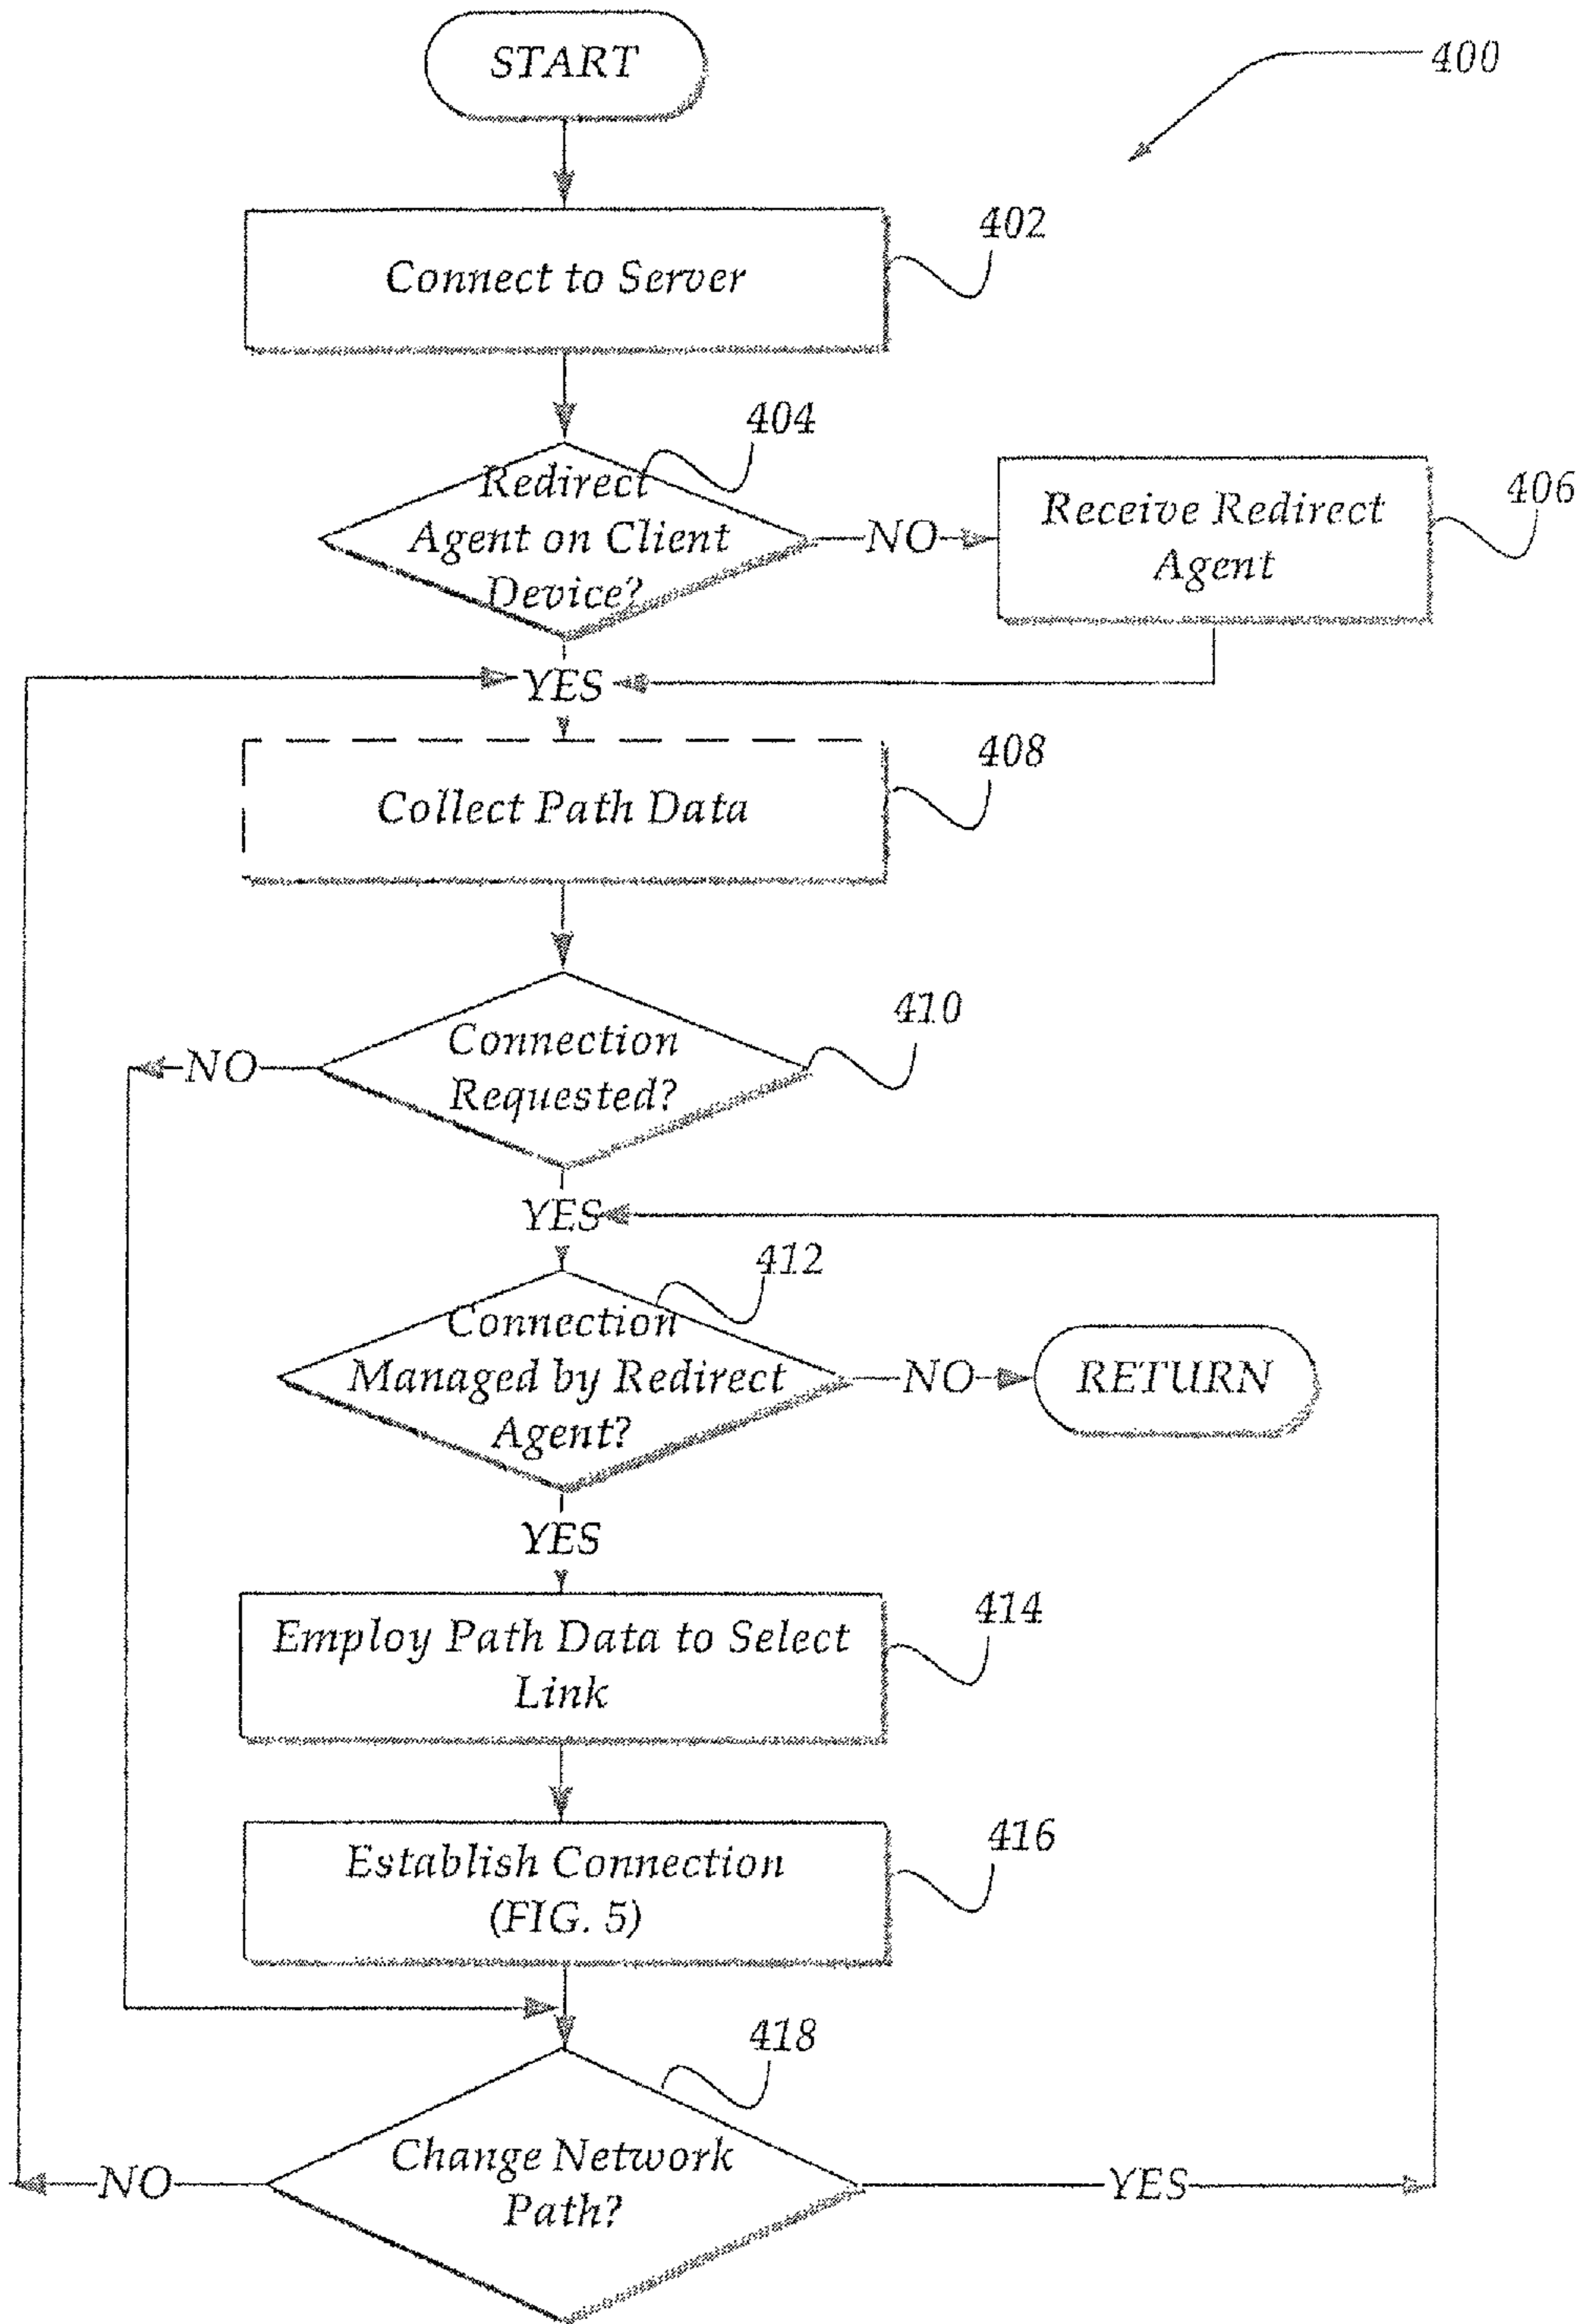 START
400
Connect to Server
402
404
Redirect
Agent on Client
Device?
NO
Receive Redirect
Agent
406
YES
Collect Path Data
408
Connection
Requested?
410
NO
YES
412
Connection
Managed by Redirect
Agent?
NO
RETURN
YES
Employ Path Data to Select
Link
414
Establish Connection
(FIG. 5)
416
418
Change Network
Path?
NO
YES